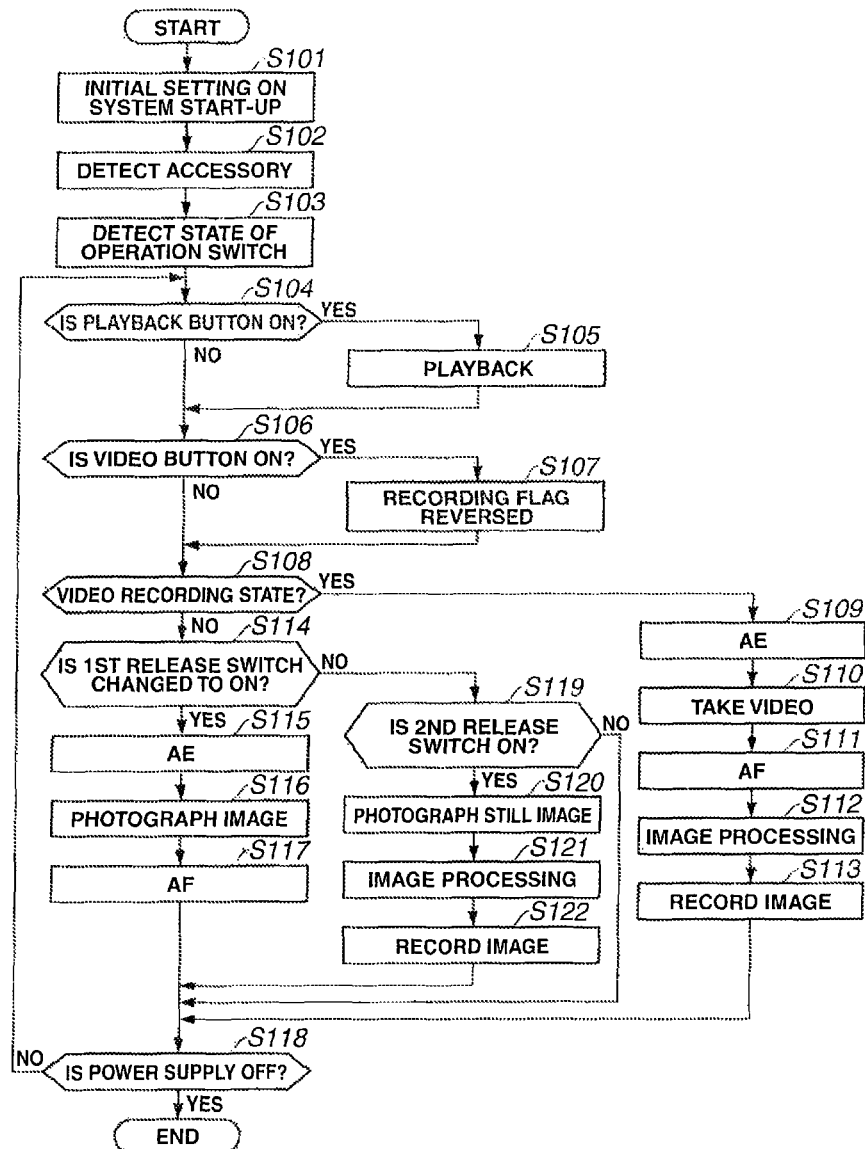 START
S101
INITIAL SETTING ON
SYSTEM START-UP
S102
DETECT ACCESSORY
S103
DETECT STATE OF
OPERATION SWITCH
S104
IS PLAYBACK BUTTON ON?
YES
NO
S105
PLAYBACK
S106
IS VIDEO BUTTON ON?
YES
NO
S107
RECORDING FLAG
REVERSED
S108
VIDEO RECORDING STATE?
YES
NO
S109
AE
S110
TAKE VIDEO
S111
AF
S112
IMAGE PROCESSING
S113
RECORD IMAGE
S114
IS 1ST RELEASE SWITCH
CHANGED TO ON?
NO
YES
S115
AE
S116
PHOTOGRAPH IMAGE
S117
AF
S119
IS 2ND RELEASE
SWITCH ON?
NO
YES
S120
PHOTOGRAPH STILL IMAGE
S121
IMAGE PROCESSING
S122
RECORD IMAGE
S118
NO
IS POWER SUPPLY OFF?
YES
END